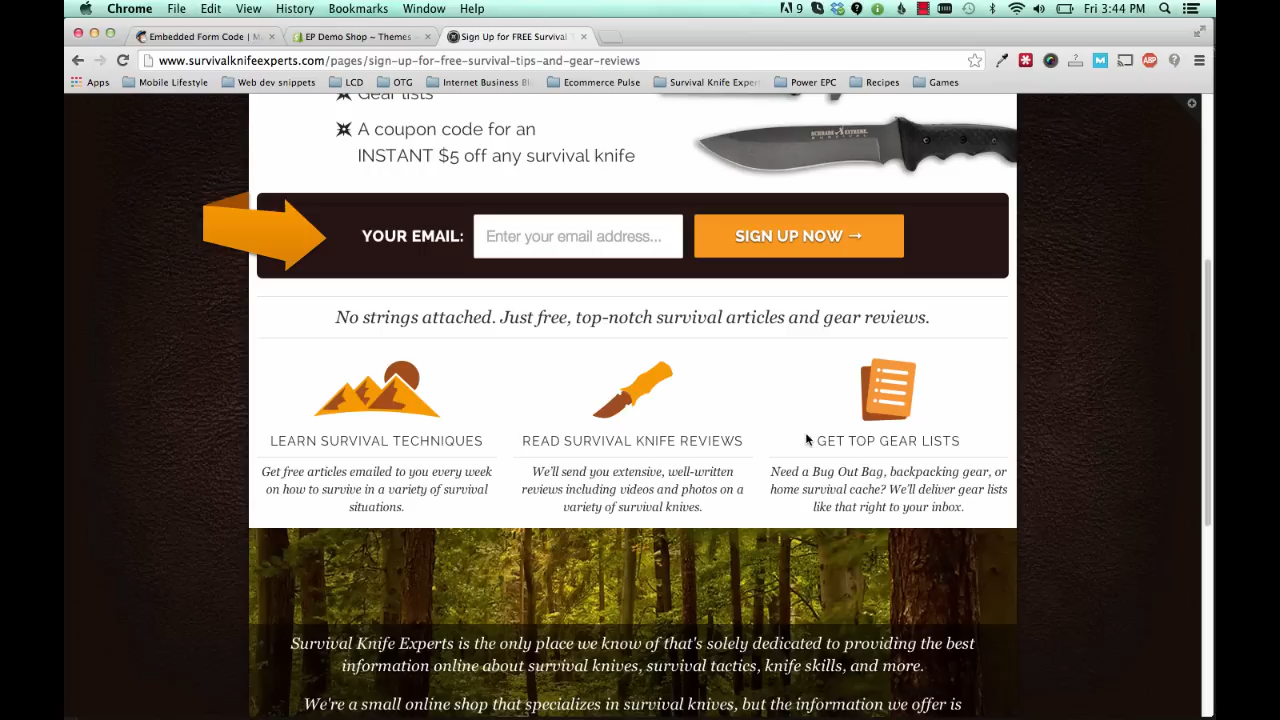 Chrome File Edit View History Bookmarks Window Help 9 Fri 3:44 PM
Embedded Form Code | M EP Demo Shop ~ Themes Sign Up for FREE Survival
www.survivalknifeexperts.com/pages/sign-up-for-free-survival-tips-and-gear-reviews
Apps Mobile Lifestyle Web dev snippets LCD OTG Internet Business Bl Ecommerce Pulse Survival Knife Exper Power EPC Recipes Games
Gear lists
A coupon code for an
INSTANT $5 off any survival knife
SCHRADE EXTREME
SURVIVAL
YOUR EMAIL: Enter your email address... SIGN UP NOW →
No strings attached. Just free, top-notch survival articles and gear reviews.
LEARN SURVIVAL TECHNIQUES
Get free articles emailed to you every week
on how to survive in a variety of survival
situations.
READ SURVIVAL KNIFE REVIEWS
We'll send you extensive, well-written
reviews including videos and photos on a
variety of survival knives.
GET TOP GEAR LISTS
Need a Bug Out Bag, backpacking gear, or
home survival cache? We'll deliver gear lists
like that right to your inbox.
Survival Knife Experts is the only place we know of that's solely dedicated to providing the best
information online about survival knives, survival tactics, knife skills, and more.
We're a small online shop that specializes in survival knives, but the information we offer is